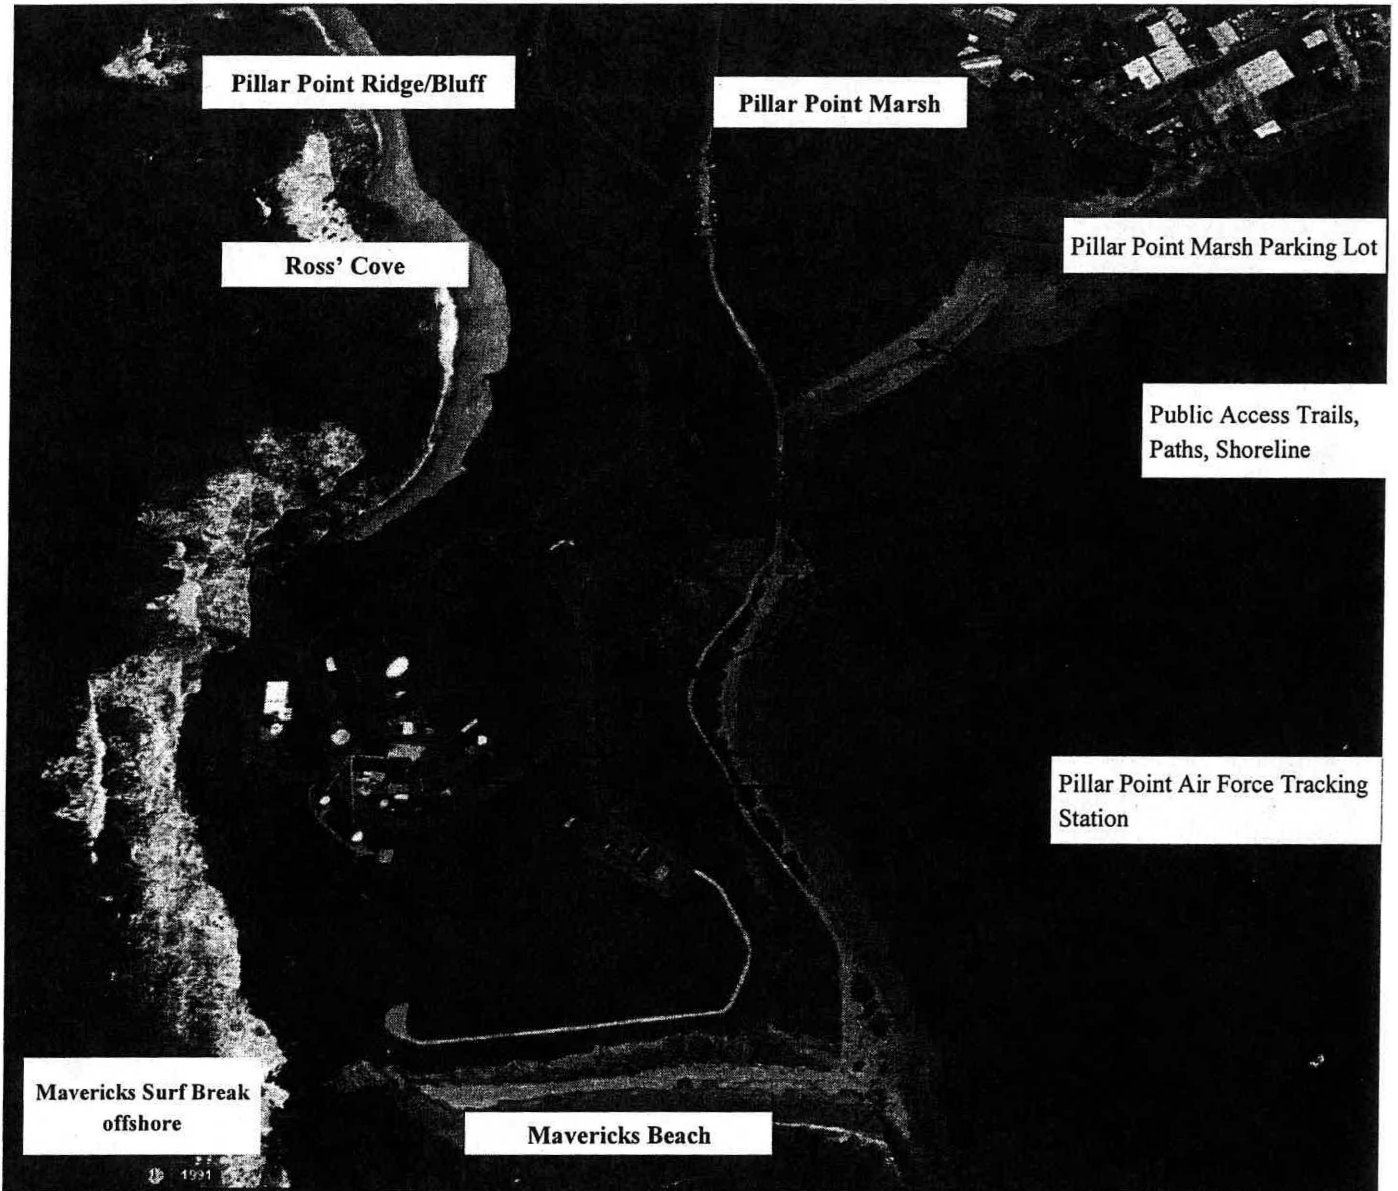 Pillar Point Ridge/Bluff
Pillar Point Marsh
Pillar Point Marsh Parking Lot
Ross' Cove
Public Access Trails,
Paths, Shoreline
Pillar Point Air Force Tracking
Station
Mavericks Surf Break
offshore
Mavericks Beach
1991